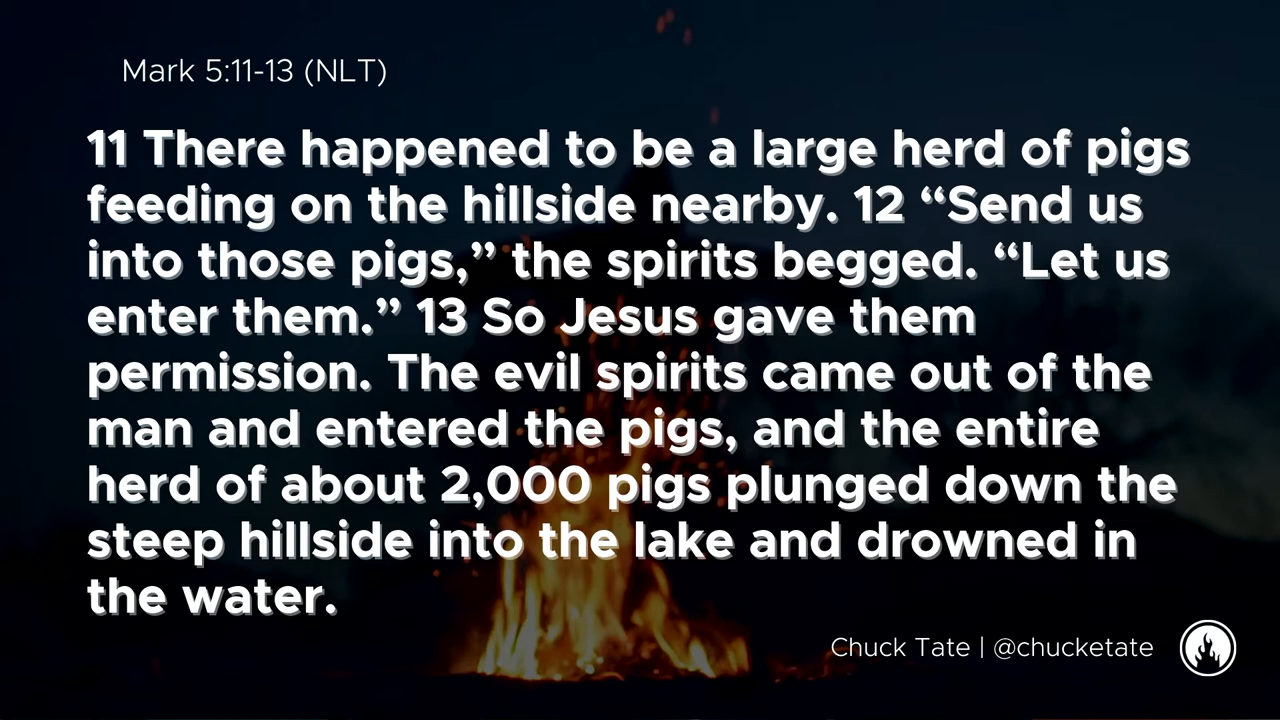 Mark 5:11-13 (NLT)
11 There happened to be a large herd of pigs
feeding on the hillside nearby. 12 “Send us
into those pigs,” the spirits begged. “Let us
enter them.” 13 So Jesus gave them
permission. The evil spirits came out of the
man and entered the pigs, and the entire
herd of about 2,000 pigs plunged down the
steep hillside into the lake and drowned in
the water.
Chuck Tate | @chucketate